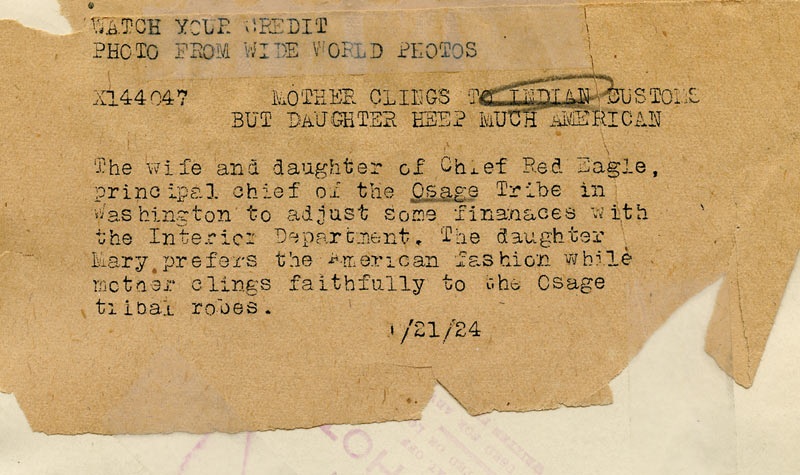 WATCH YOUR CREDIT
PHOTO FROM WIDE WORLD PHOTOS
X144047 MOTHER CLINGS TO INDIAN CUSTOMS
BUT DAUGHTER HEEP MUCH AMERICAN
The wife and daughter of Chief Red Eagle,
principal chief of the Osage Tribe in
Washington to adjust some finanaces with
the Interior Department. The daughter
Mary prefers the American fashion while
mother clings faithfully to the Osage
tribal robes.
1/21/24